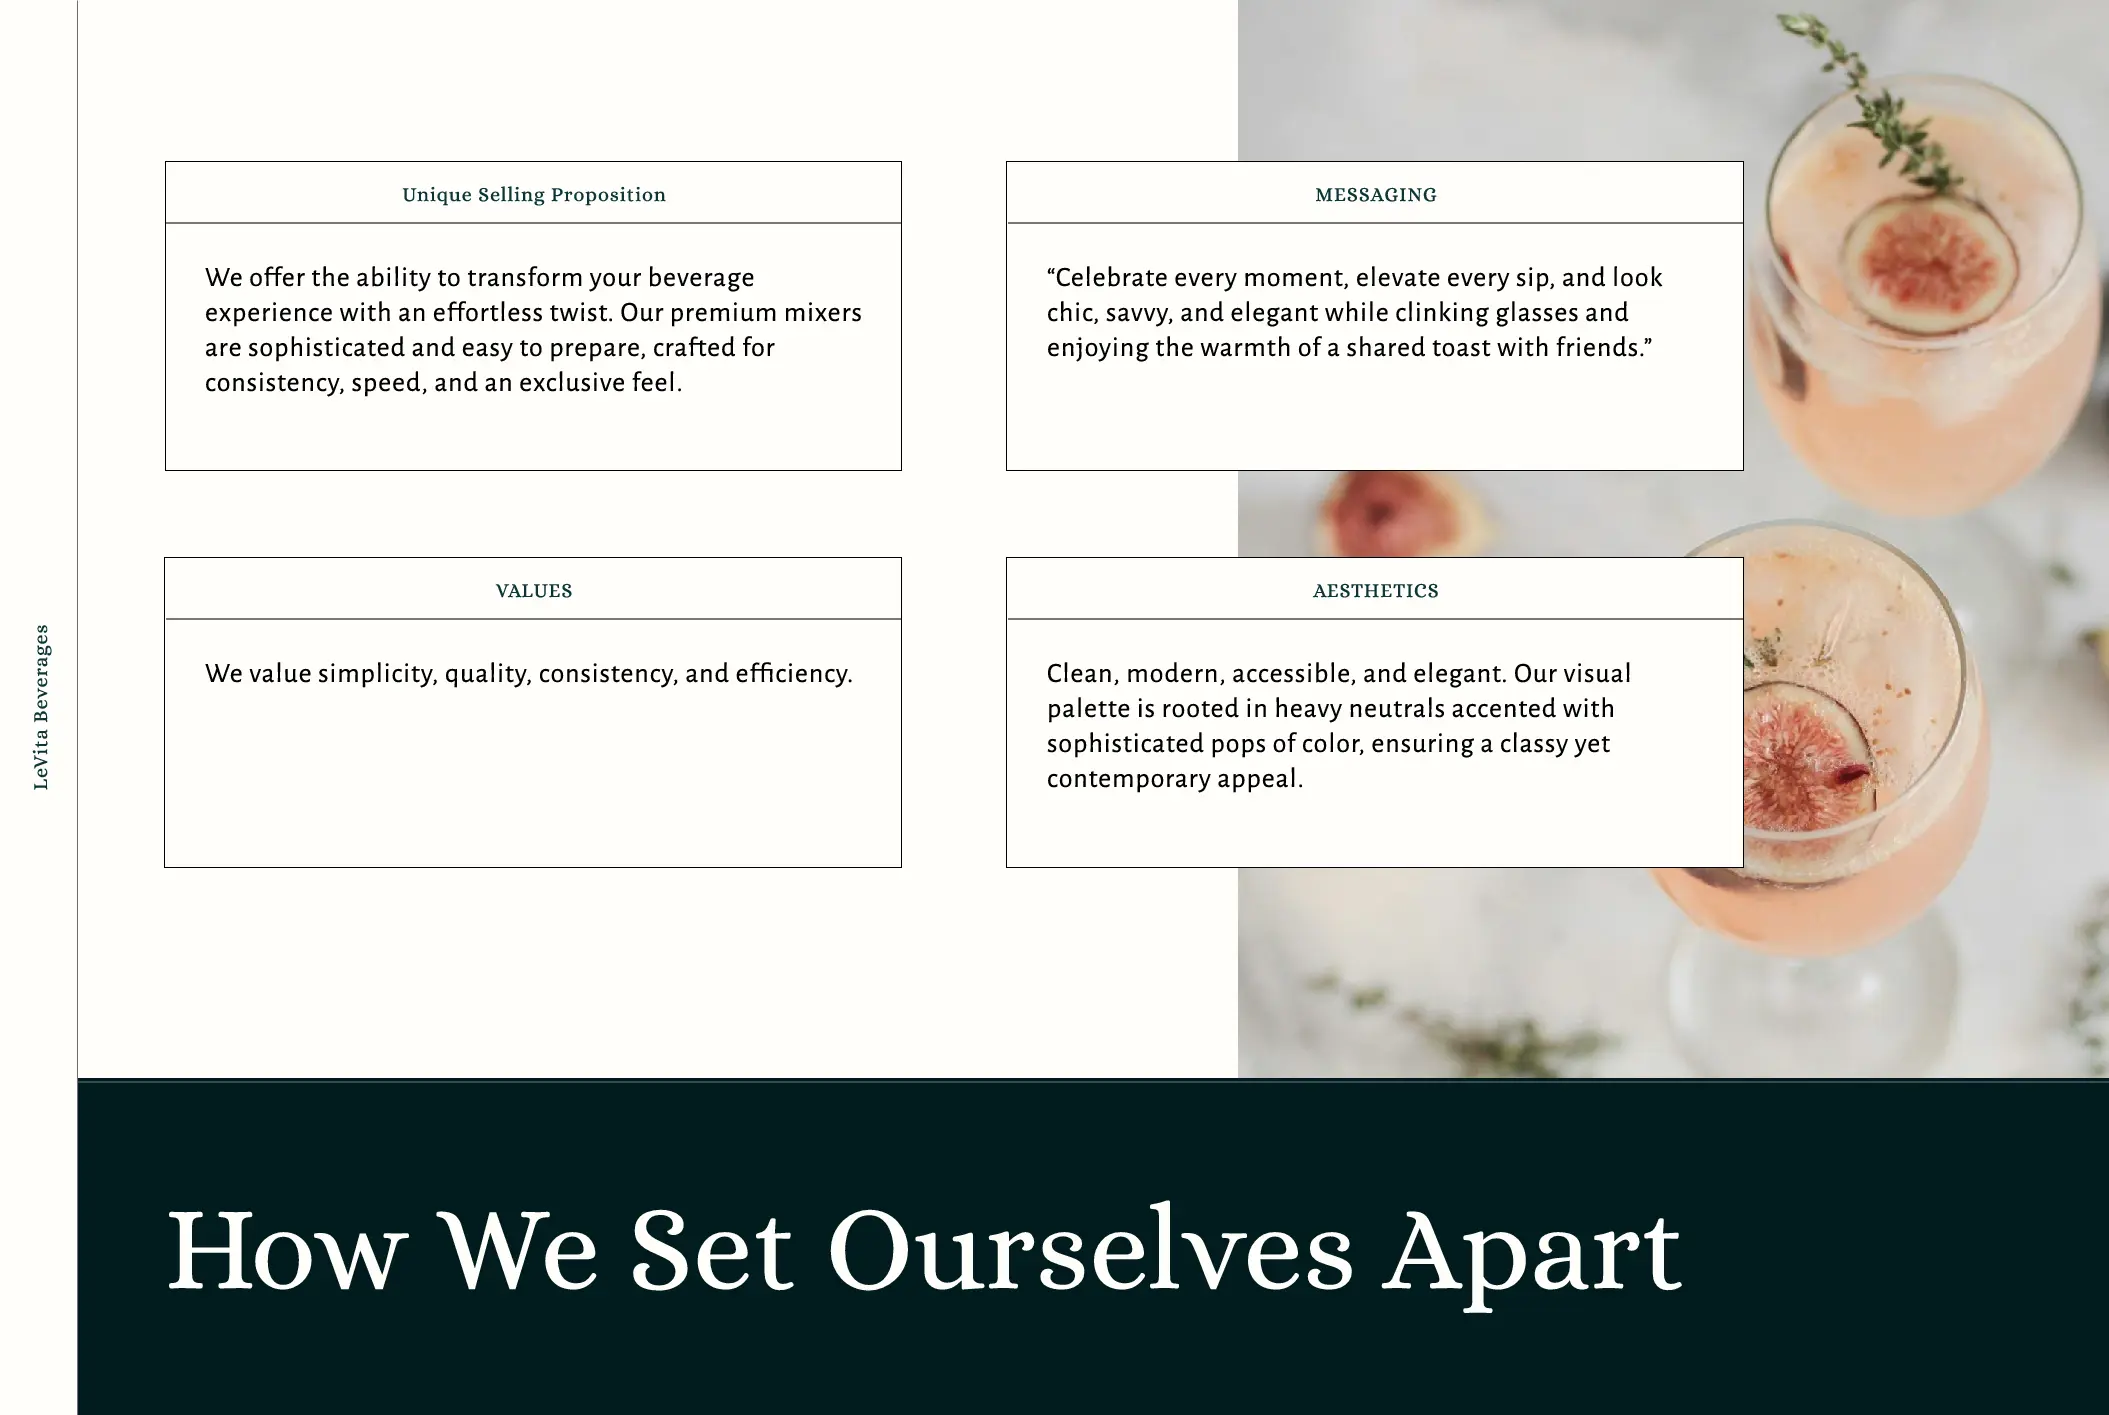 Unique Selling Proposition
We offer the ability to transform your beverage
experience with an effortless twist. Our premium mixers
are sophisticated and easy to prepare, crafted for
consistency, speed, and an exclusive feel.
MESSAGING
“Celebrate every moment, elevate every sip, and look
chic, savvy, and elegant while clinking glasses and
enjoying the warmth of a shared toast with friends.”
VALUES
We value simplicity, quality, consistency, and efficiency.
AESTHETICS
Clean, modern, accessible, and elegant. Our visual
palette is rooted in heavy neutrals accented with
sophisticated pops of color, ensuring a classy yet
contemporary appeal.
LeVita Beverages
How We Set Ourselves Apart